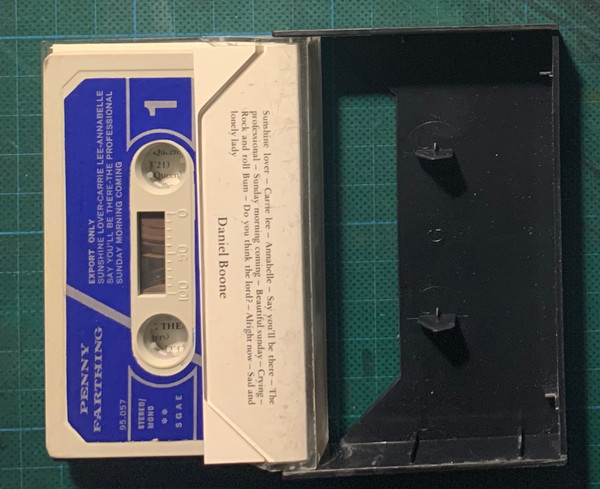 PENNY
FARTHING
95.057
STEREO/
MONO
**
SGAE
EXPORT ONLY
SUNSHINE LOVER-CARRIE LEE-ANNABELLE
SAY YOU'LL BE THERE-THE PROFESSIONAL
SUNDAY MORNING COMING
1
0 50 100
Queen
Queen
THE
Sunshine lover – Carrie lee – Annabelle – Say you'll be there – The
professional – Sunday morning coming – Beautiful sunday – Crying –
Rock and roll Bum – Do you think the lord? – Alright now – Sad and
lonely lady
Daniel Boone